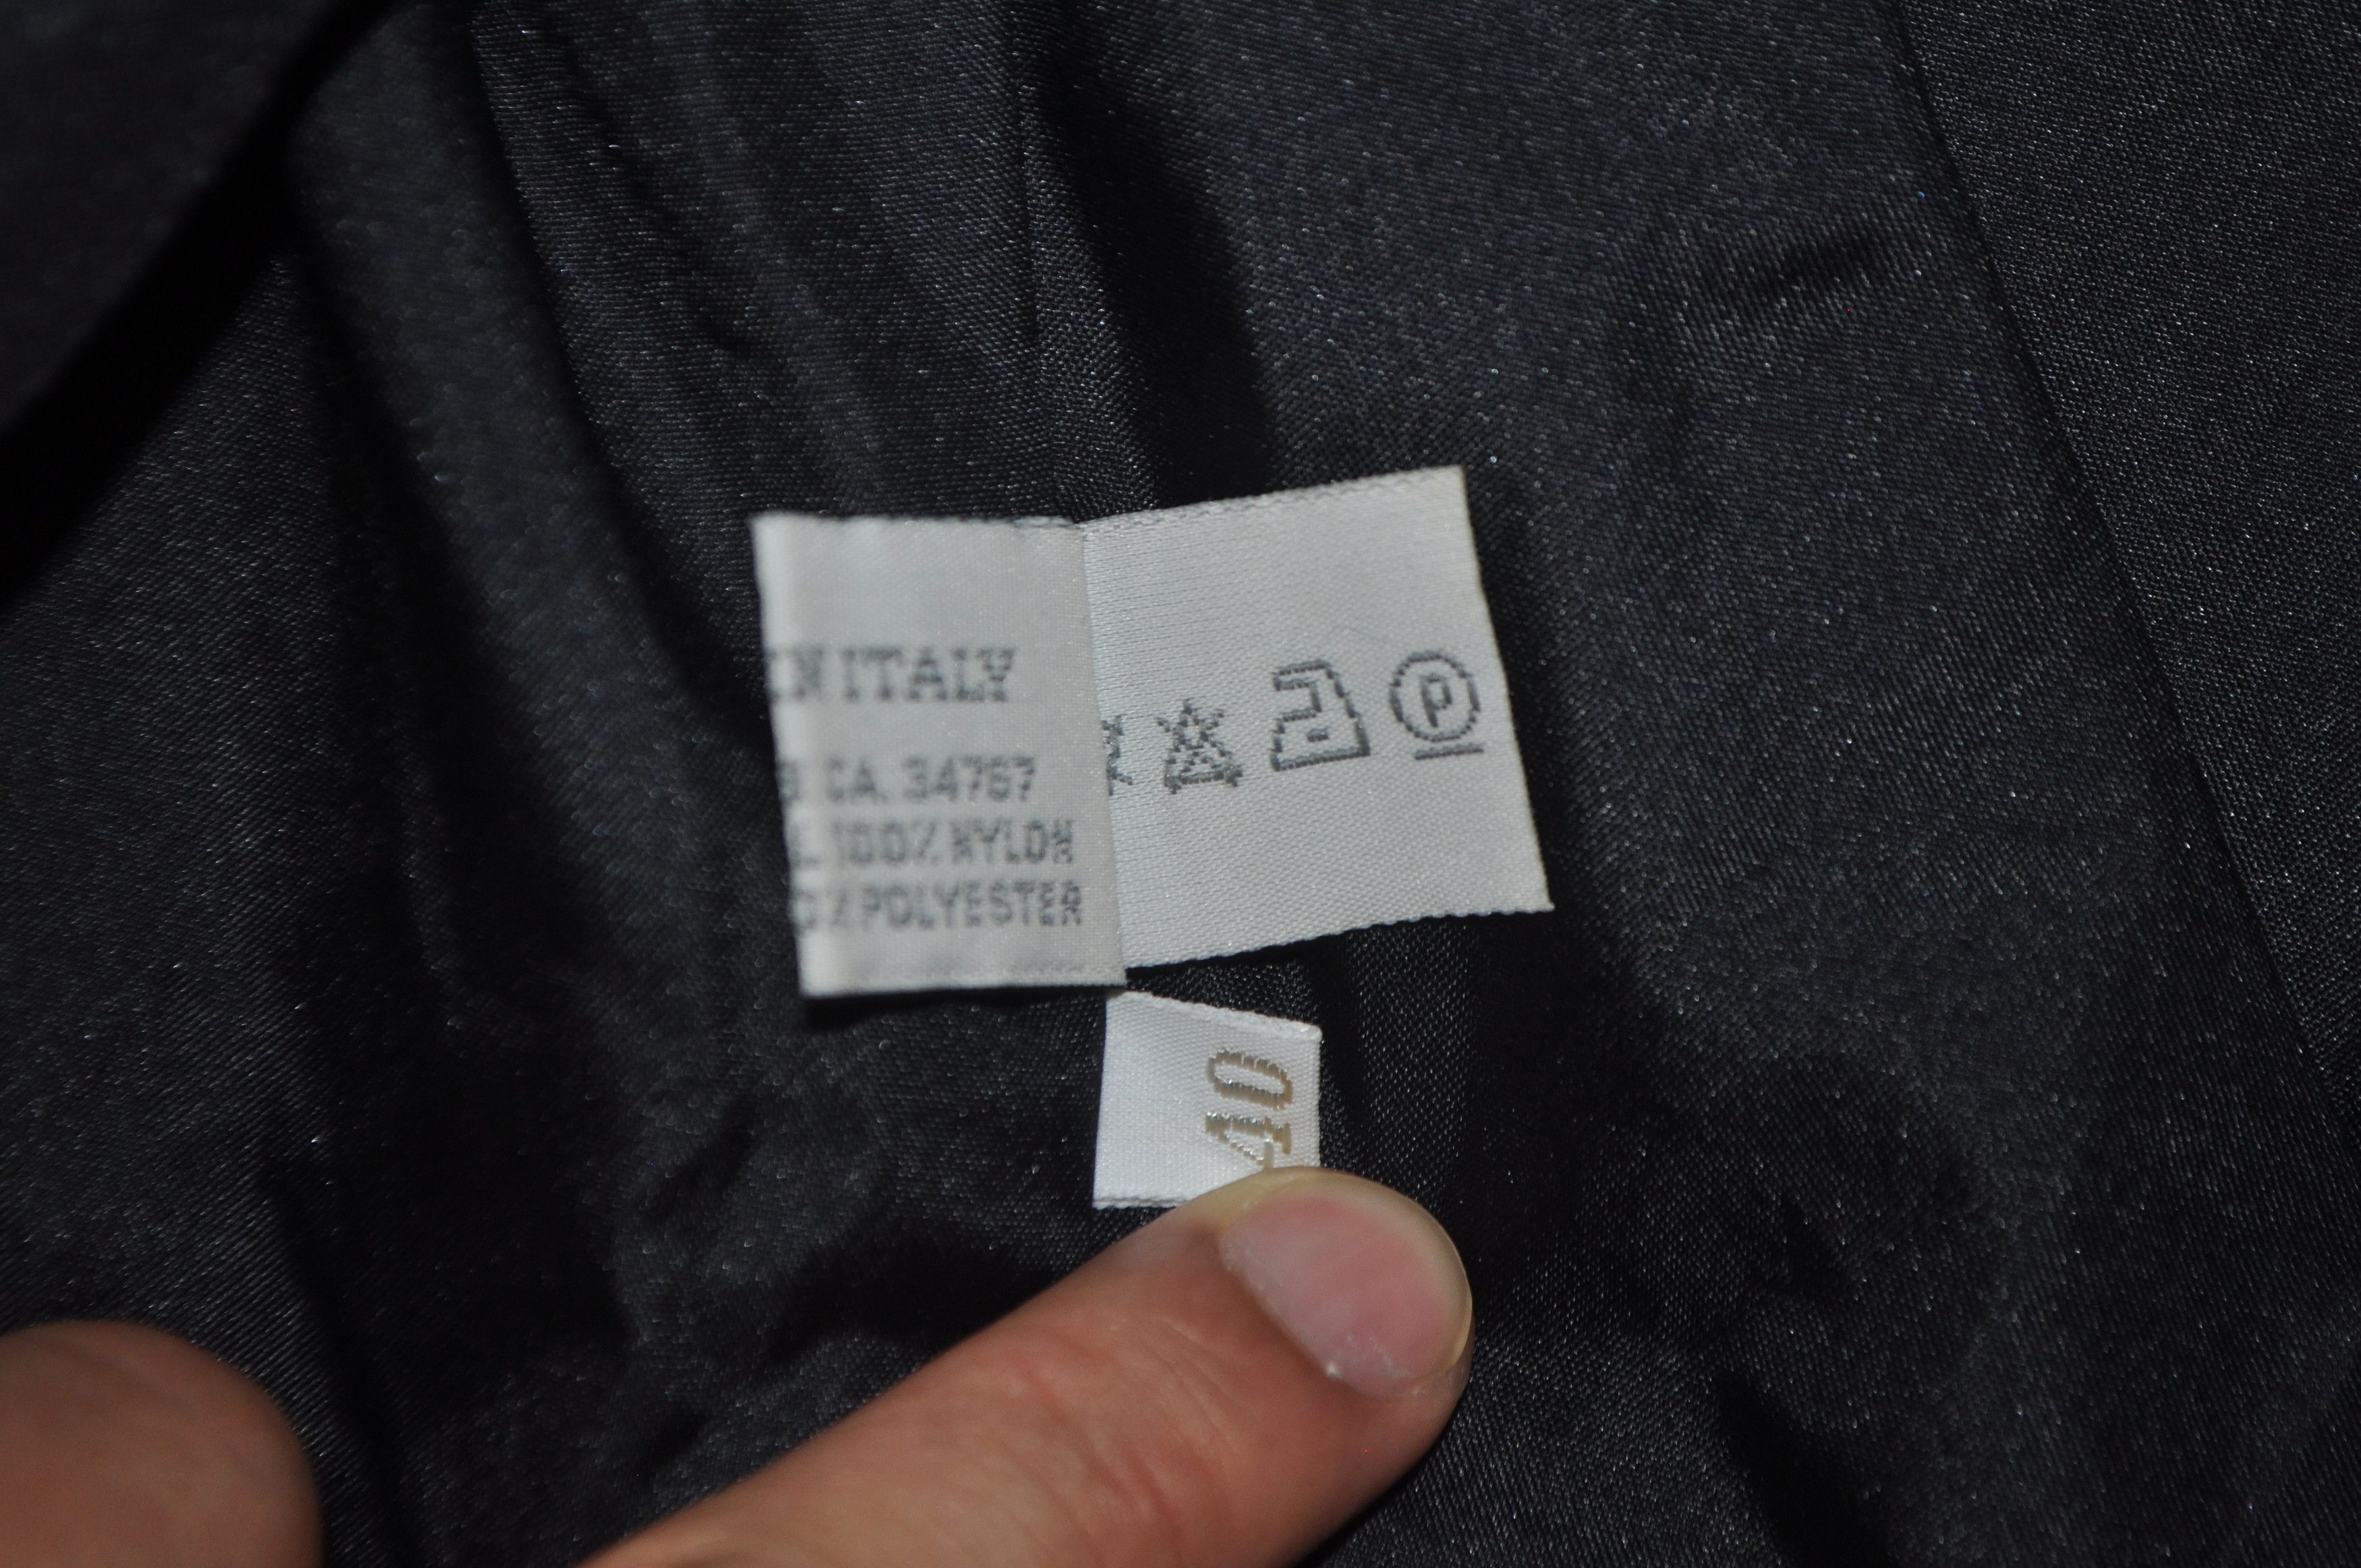 IN ITALY
CA. 34767
100% NYLON
% POLYESTER
P
40